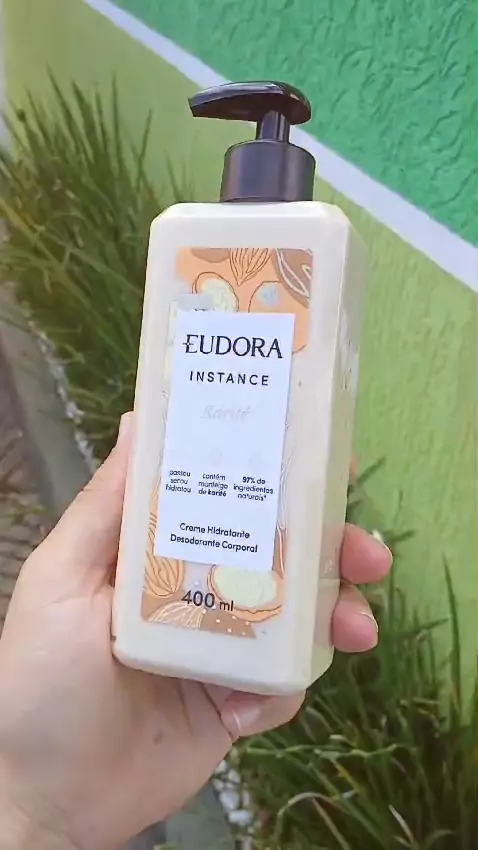 EUDORA
INSTANCE
Karité
passou
secou
hidratou
contém
manteiga
de karité
97% de
ingredientes
naturais*
Creme Hidratante
Desodorante Corporal
400 ml